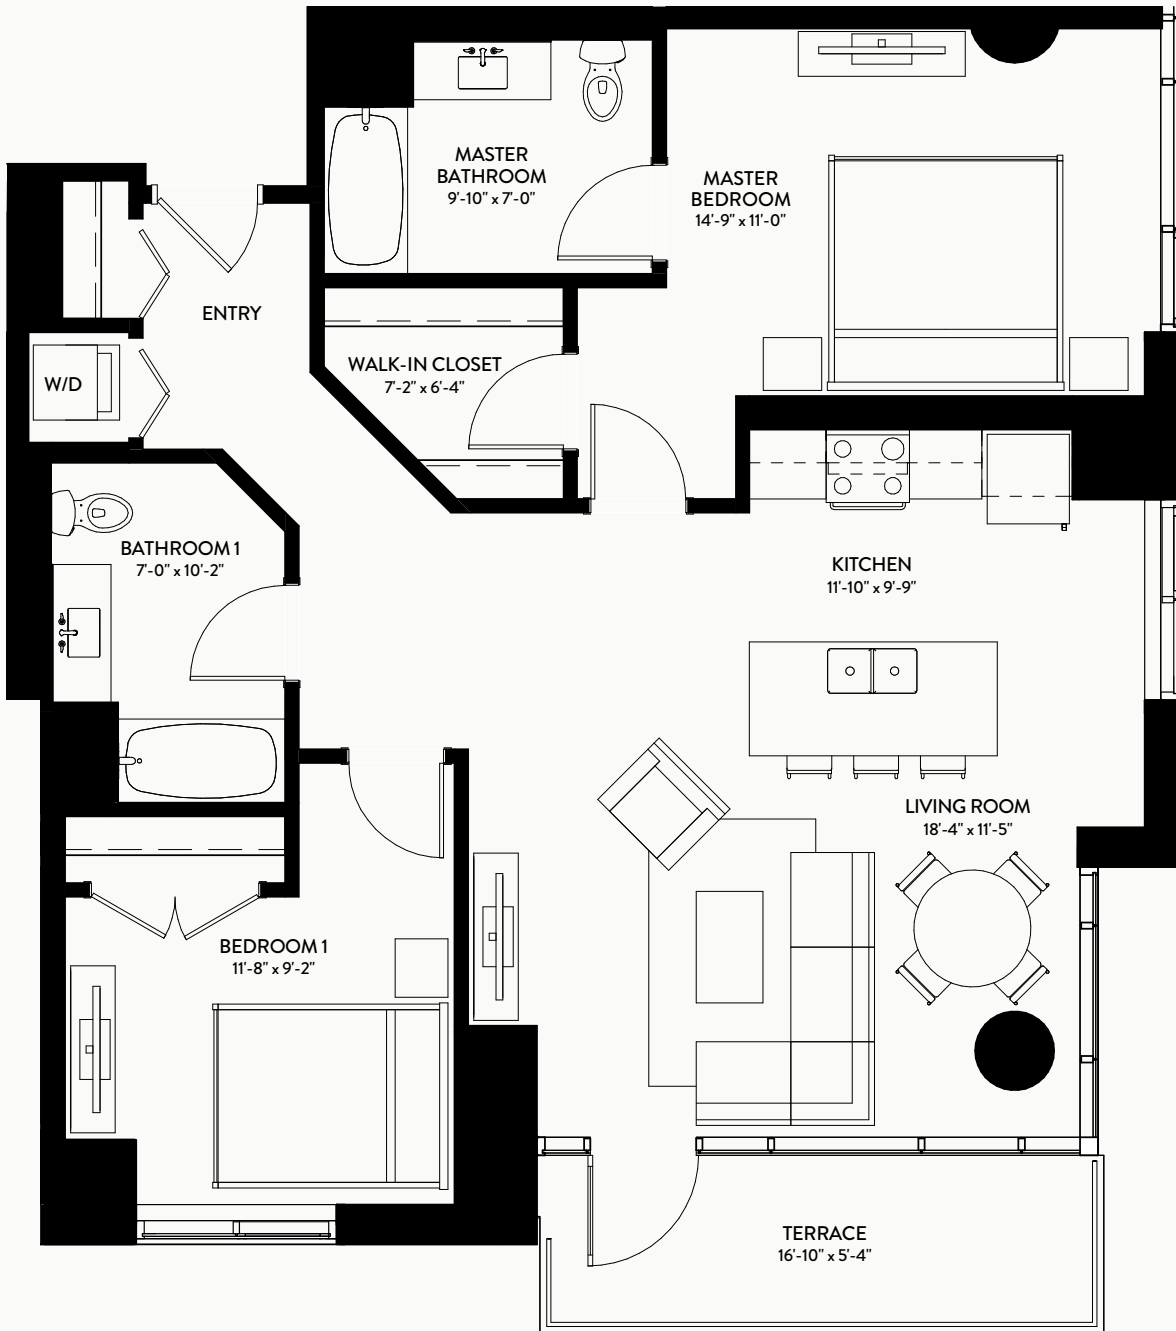 MASTER
BATHROOM
9'-10" x 7'-0"
MASTER
BEDROOM
14'-9" x 11'-0"
ENTRY
WALK-IN CLOSET
7'-2" x 6'-4"
W/D
BATHROOM 1
7'-0" x 10'-2"
KITCHEN
11'-10" x 9'-9"
LIVING ROOM
18'-4" x 11'-5"
BEDROOM 1
11'-8" x 9'-2"
TERRACE
16'-10" x 5'-4"